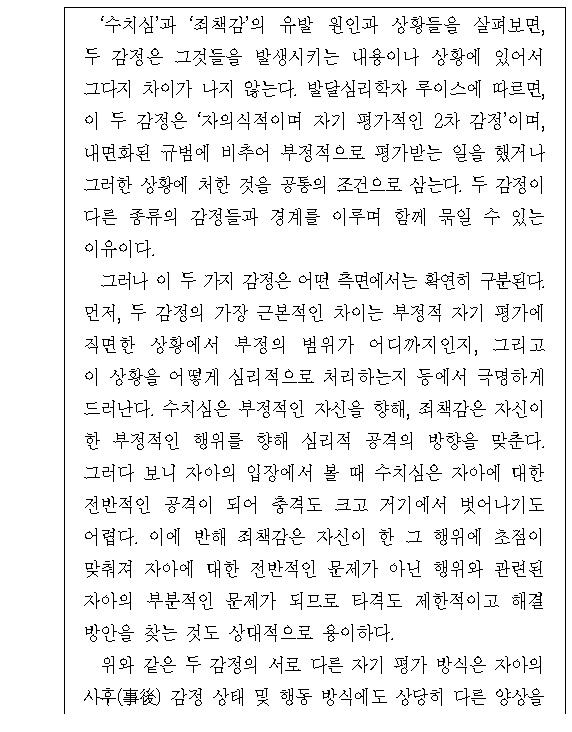 ‘수치심’과 ‘죄책감’의 유발 원인과 상황들을 살펴보면,
두 감정은 그것들을 발생시키는 내용이나 상황에 있어서
그다지 차이가 나지 않는다. 발달심리학자 루이스에 따르면,
이 두 감정은 ‘자의식적이며 자기 평가적인 2차 감정’이며,
내면화된 규범에 비추어 부정적으로 평가받는 일을 했거나
그러한 상황에 처한 것을 공통의 조건으로 삼는다. 두 감정이
다른 종류의 감정들과 경계를 이루며 함께 묶일 수 있는
이유이다.
그러나 이 두 가지 감정은 어떤 측면에서는 확연히 구분된다.
먼저, 두 감정의 가장 근본적인 차이는 부정적 자기 평가에
직면한 상황에서 부정의 범위가 어디까지인지, 그리고
이 상황을 어떻게 심리적으로 처리하는지 등에서 극명하게
드러난다. 수치심은 부정적인 자신을 향해, 죄책감은 자신이
한 부정적인 행위를 향해 심리적 공격의 방향을 맞춘다.
그러다 보니 자아의 입장에서 볼 때 수치심은 자아에 대한
전반적인 공격이 되어 충격도 크고 거기에서 벗어나기도
어렵다. 이에 반해 죄책감은 자신이 한 그 행위에 초점이
맞춰져 자아에 대한 전반적인 문제가 아닌 행위와 관련된
자아의 부분적인 문제가 되므로 타격도 제한적이고 해결
방안을 찾는 것도 상대적으로 용이하다.
위와 같은 두 감정의 서로 다른 자기 평가 방식은 자아의
사후(事後) 감정 상태 및 행동 방식에도 상당히 다른 양상을